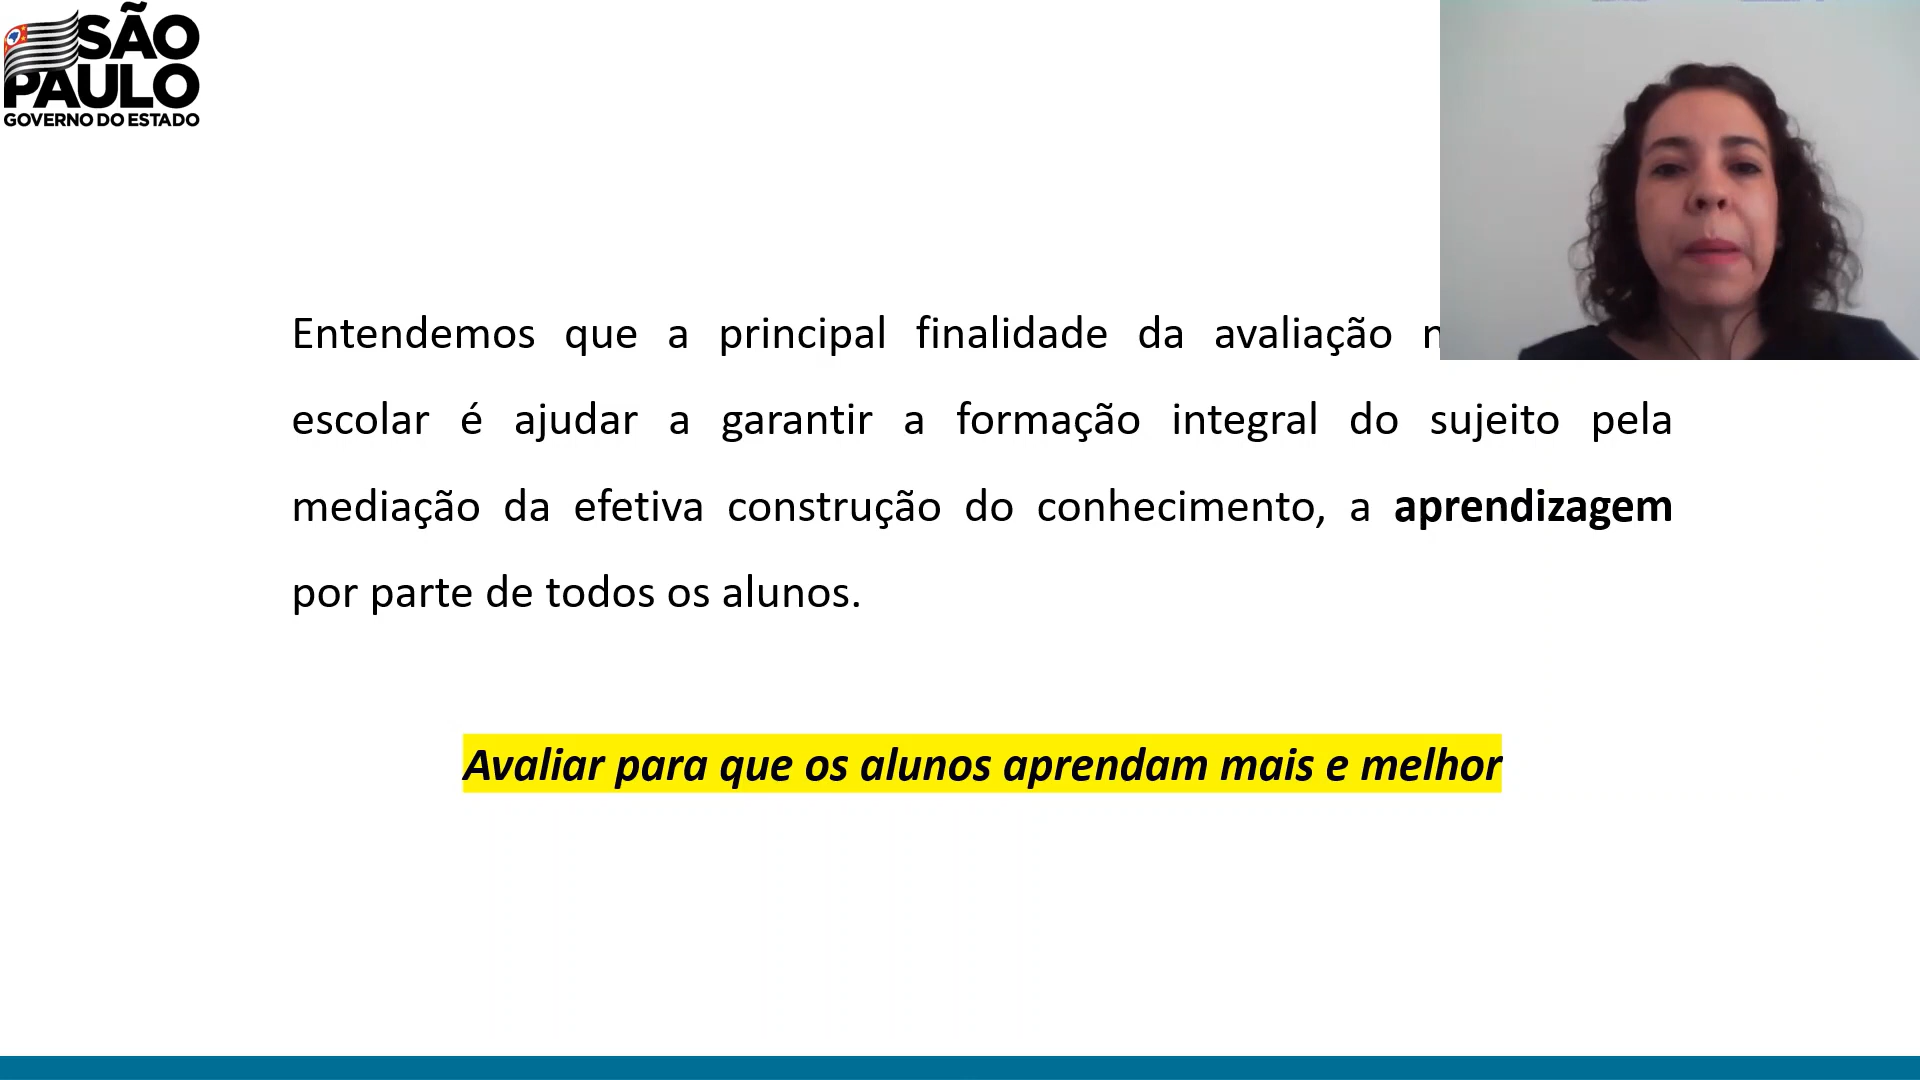 SÃO
PAULO
GOVERNO DO ESTADO
Entendemos que a principal finalidade da avaliação
escolar é ajudar a garantir a formação integral do sujeito pela
mediação da efetiva construção do conhecimento, a aprendizagem
por parte de todos os alunos.
Avaliar para que os alunos aprendam mais e melhor